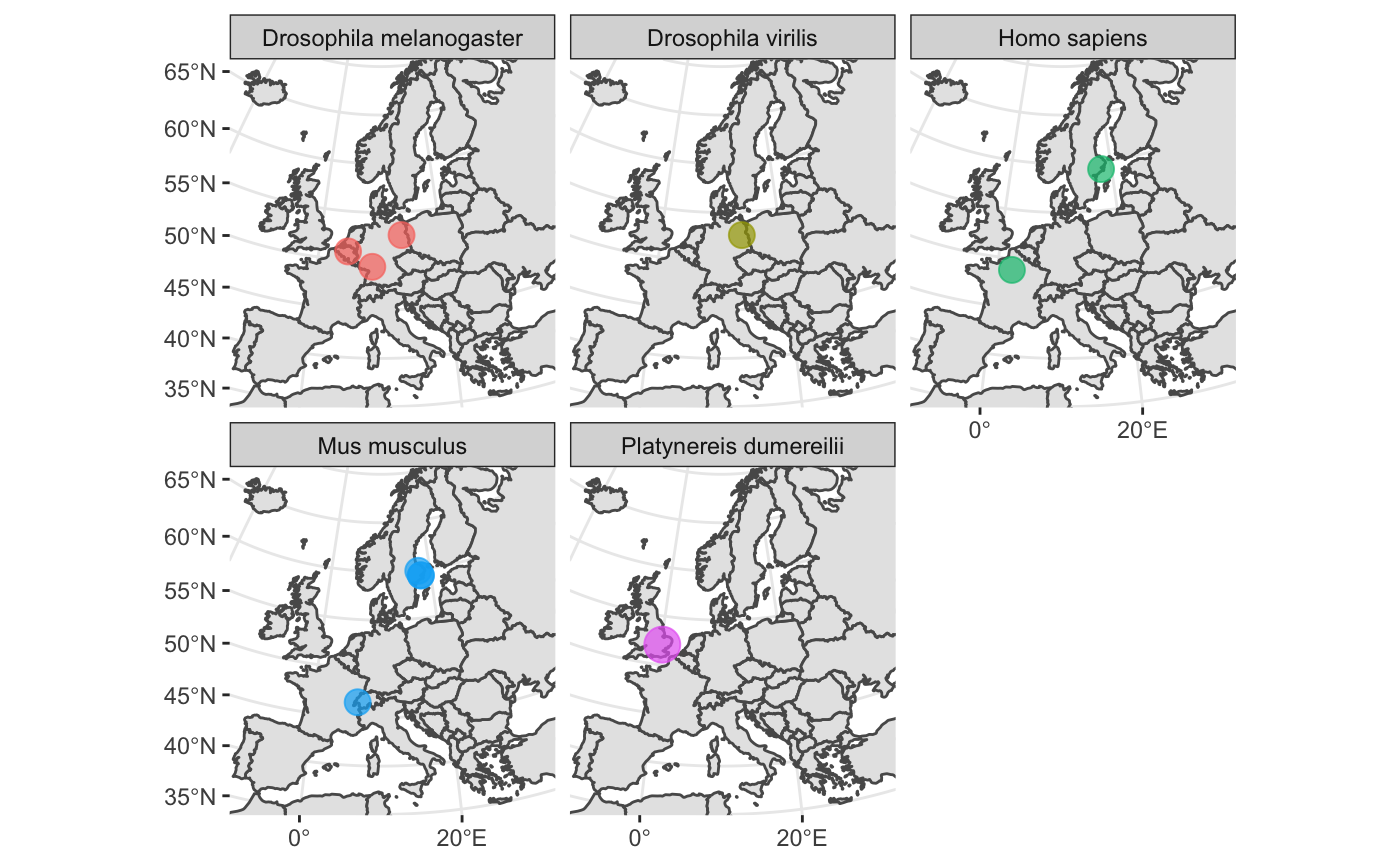 Drosophila melanogaster
Drosophila virilis
Homo sapiens
65°N
60°N
55°N
50°N
45°N
40°N
35°N
0°
20°E
Mus musculus
Platynereis dumereilii
65°N
60°N
55°N
50°N
45°N
40°N
35°N
0°
20°E
0°
20°E